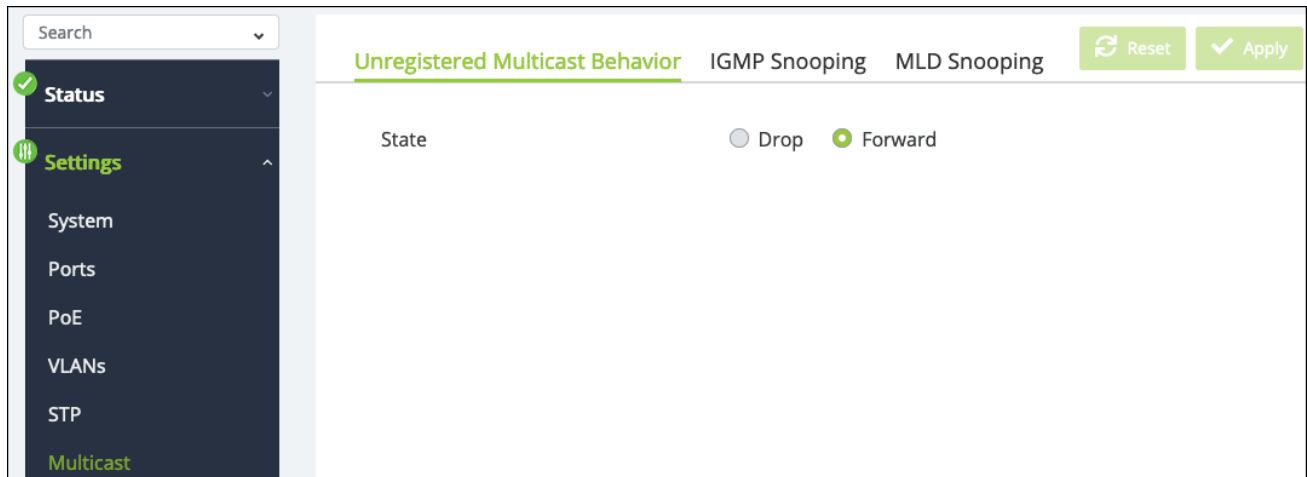 Search
Status
Settings
System
Ports
PoE
VLANs
STP
Multicast
Unregistered Multicast Behavior IGMP Snooping MLD Snooping Reset Apply
State Drop Forward